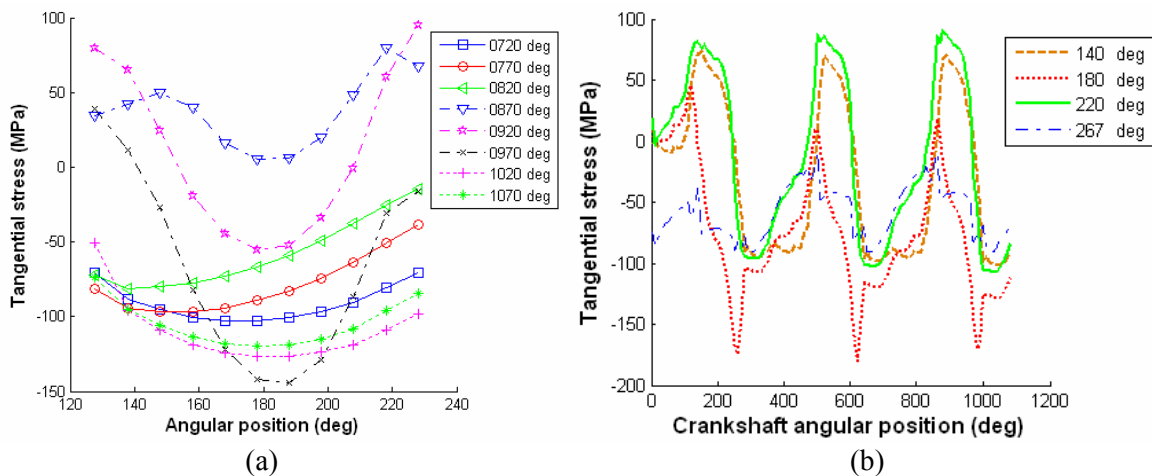 100
50
0
-50
-100
-150
120
140
160
180
200
220
240
Tangential stress (MPa)
Angular position (deg)
0720 deg
0770 deg
0820 deg
0870 deg
0920 deg
0970 deg
1020 deg
1070 deg
(a)
100
50
0
-50
-100
-150
-200
0
200
400
600
800
1000
1200
Tangential stress (MPa)
Crankshaft angular position (deg)
140 deg
180 deg
220 deg
267 deg
(b)